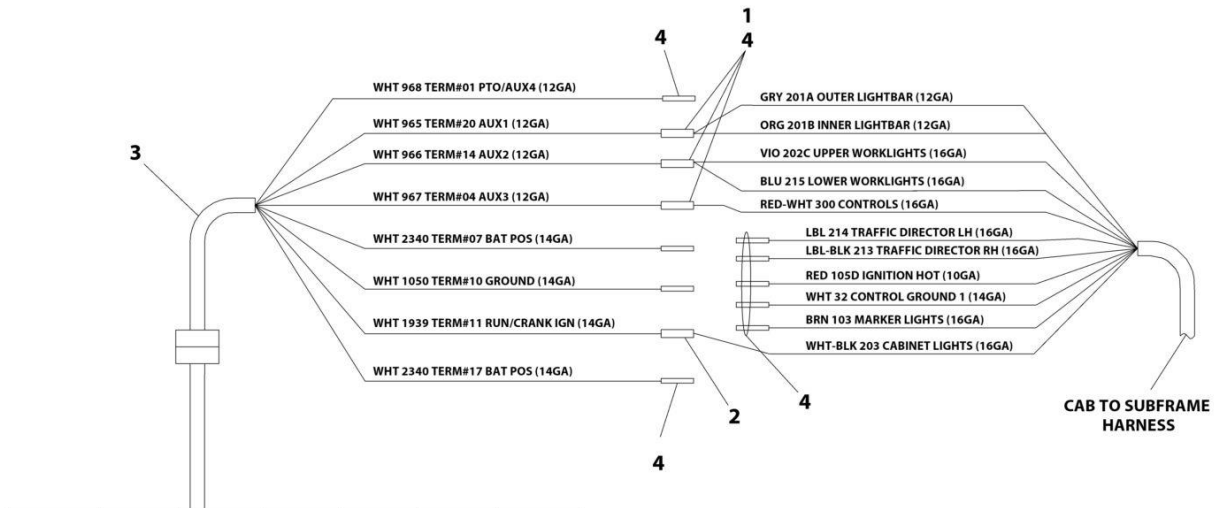 1
4
4
WHT 968 TERM#01 PTO/AUX4 (12GA)
GRY 201A OUTER LIGHTBAR (12GA)
WHT 965 TERM#20 AUX1 (12GA)
ORG 201B INNER LIGHTBAR (12GA)
3
WHT 966 TERM#14 AUX2 (12GA)
VIO 202C UPPER WORKLIGHTS (16GA)
BLU 215 LOWER WORKLIGHTS (16GA)
WHT 967 TERM#04 AUX3 (12GA)
RED-WHT 300 CONTROLS (16GA)
WHT 2340 TERM#07 BAT POS (14GA)
LBL 214 TRAFFIC DIRECTOR LH (16GA)
LBL-BLK 213 TRAFFIC DIRECTOR RH (16GA)
WHT 1050 TERM#10 GROUND (14GA)
RED 105D IGNITION HOT (10GA)
WHT 32 CONTROL GROUND 1 (14GA)
WHT 1939 TERM#11 RUN/CRANK IGN (14GA)
BRN 103 MARKER LIGHTS (16GA)
WHT-BLK 203 CABINET LIGHTS (16GA)
WHT 2340 TERM#17 BAT POS (14GA)
2
4
4
CAB TO SUBFRAME
HARNESS